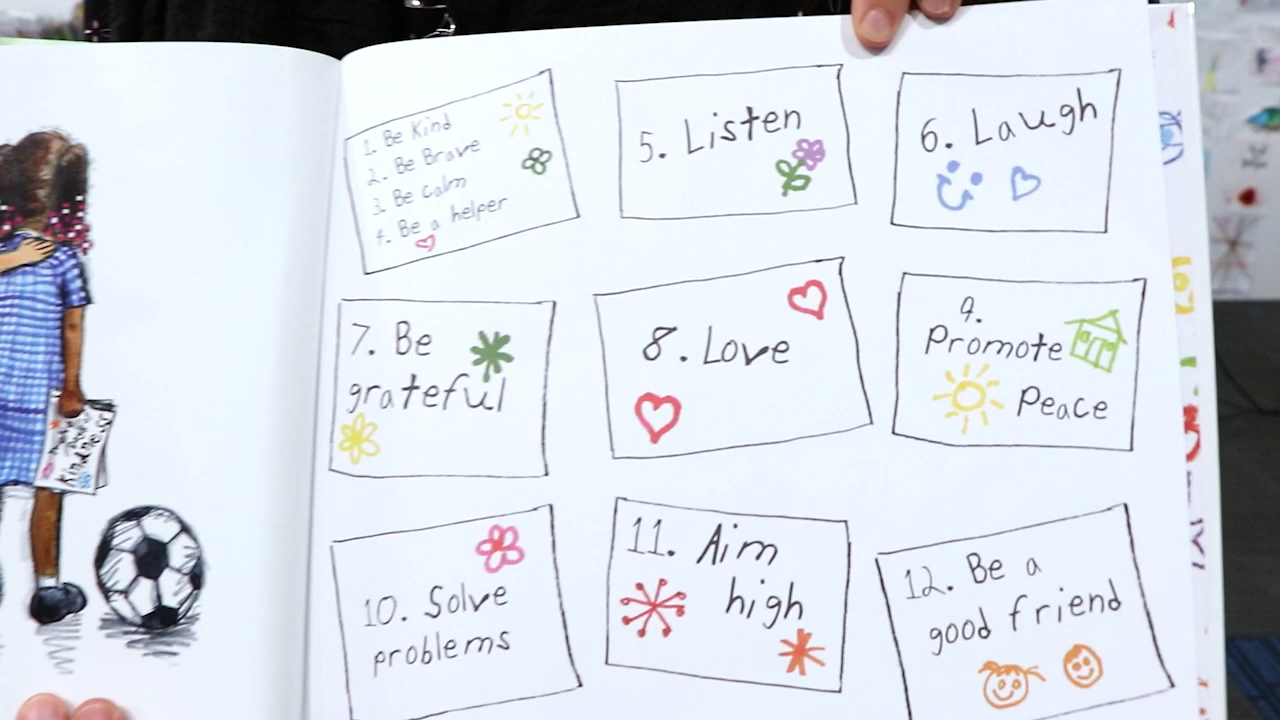 1. Be Kind
2. Be Brave
3. Be calm
4. Be a helper
5. Listen
6. Laugh
7. Be
grateful
8. Love
9.
Promote
Peace
10. Solve
problems
11. Aim
high
12. Be a
good friend
Kindness